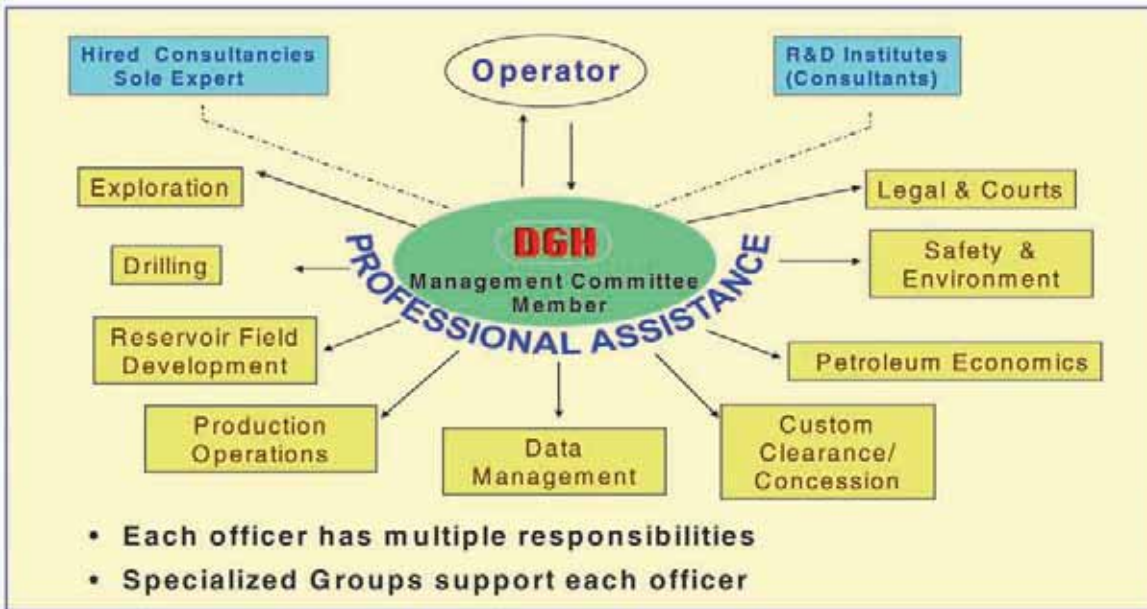 Hired Consultancies
Sole Expert
Operator
R&D Institutes
(Consultants)
Exploration
Legal & Courts
DGH
Management Committee
Member
PROFESSIONAL ASSISTANCE
Drilling
Safety &
Environment
Reservoir Field
Development
Petroleum Economics
Production
Operations
Data
Management
Custom
Clearance/
Concession
• Each officer has multiple responsibilities
• Specialized Groups support each officer